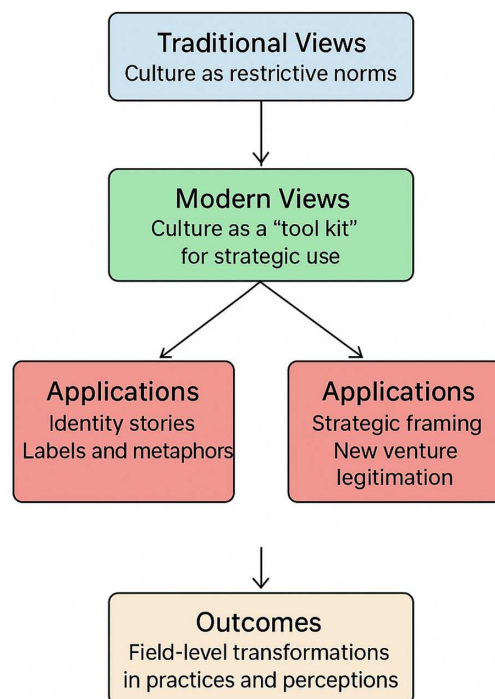 Traditional Views
Culture as restrictive norms
Modern Views
Culture as a “tool kit”
for strategic use
Applications
Identity stories
Labels and metaphors
Applications
Strategic framing
New venture
legitimation
Outcomes
Field-level transformations
in practices and perceptions